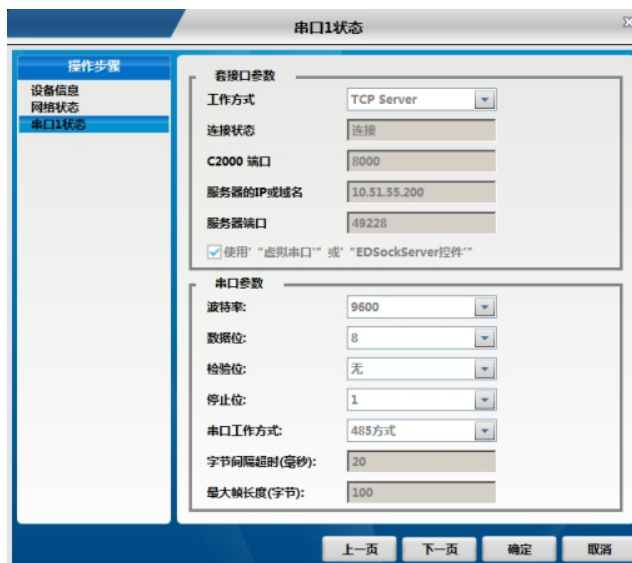 串口1状态
操作步骤
设备信息
网络状态
串口1状态
套接口参数
工作方式 TCP Server
连接状态 连接
C2000 端口 8000
服务器的IP或域名 10.51.55.200
服务器端口 49228
使用' "虚拟串口'" 或' "EDSockServer控件'"
串口参数
波特率: 9600
数据位: 8
检验位: 无
停止位: 1
串口工作方式: 485方式
字节间隔超时(毫秒): 20
最大帧长度(字节): 100
上一页 下一页 确定 取消